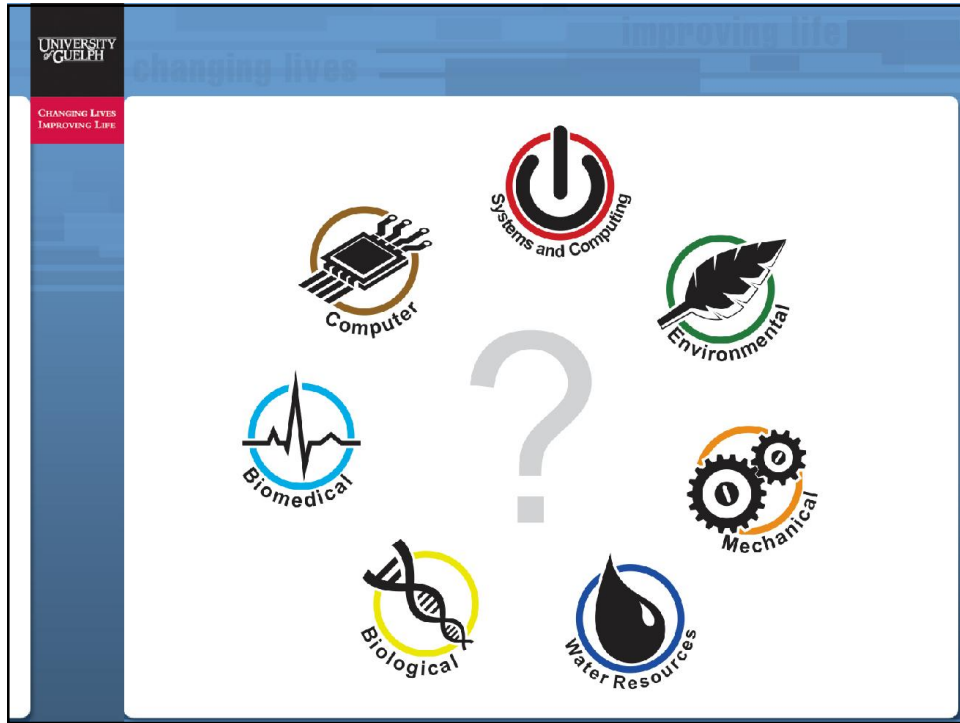 UNIVERSITY
of GUELPH
improving life
changing lives
CHANGING LIVES
IMPROVING LIFE
Systems and Computing
Computer
Environmental
?
Biomedical
Mechanical
Biological
Water Resources